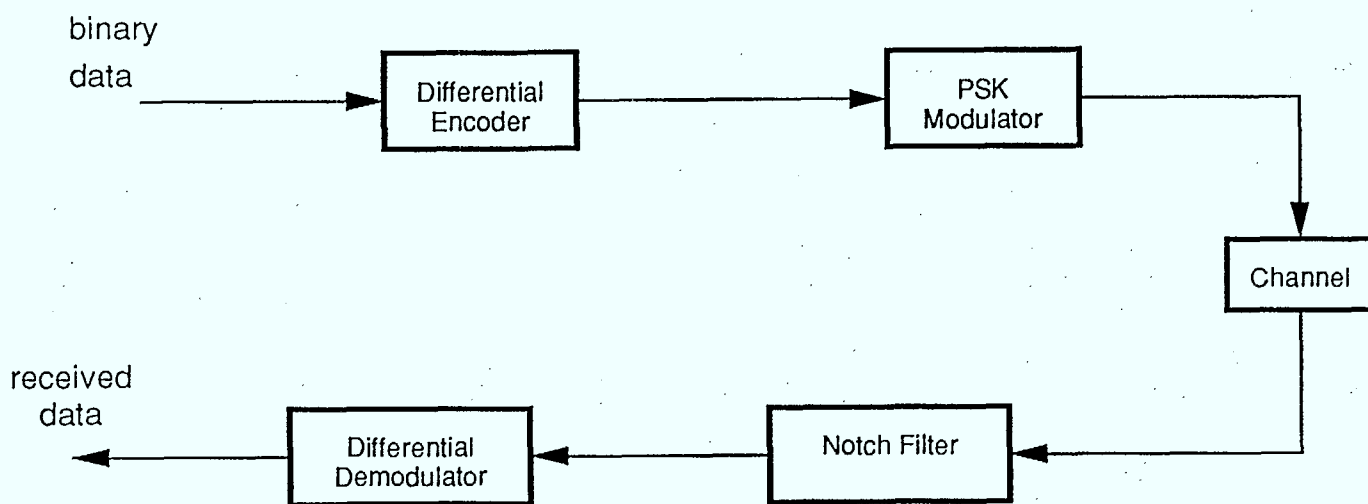 binary
data
Differential
Encoder
PSK
Modulator
Channel
received
data
Differential
Demodulator
Notch Filter